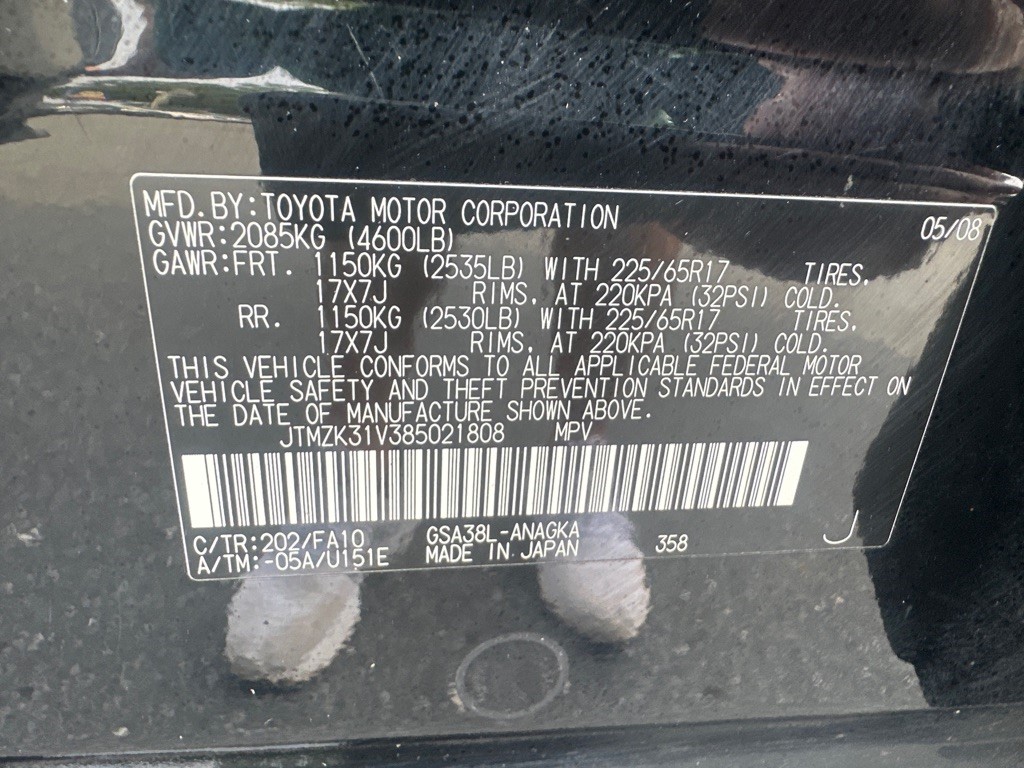 MFD.BY:TOYOTA MOTOR CORPORATION 05/08
GVWR:2085KG (4600LB)
GAWR:FRT. 1150KG (2535LB) WITH 225/65R17 TIRES,
17X7J RIMS, AT 220KPA (32PSI) COLD.
RR. 1150KG (2530LB) WITH 225/65R17 TIRES,
17X7J RIMS, AT 220KPA (32PSI) COLD.
THIS VEHICLE CONFORMS TO ALL APPLICABLE FEDERAL MOTOR
VEHICLE SAFETY AND THEFT PREVENTION STANDARDS IN EFFECT ON
THE DATE OF MANUFACTURE SHOWN ABOVE.
JTMZK31V385021808 MPV
C/TR:202/FA10 GSA38L-ANAGKA 358 J
A/TM:-05A/U151E MADE IN JAPAN